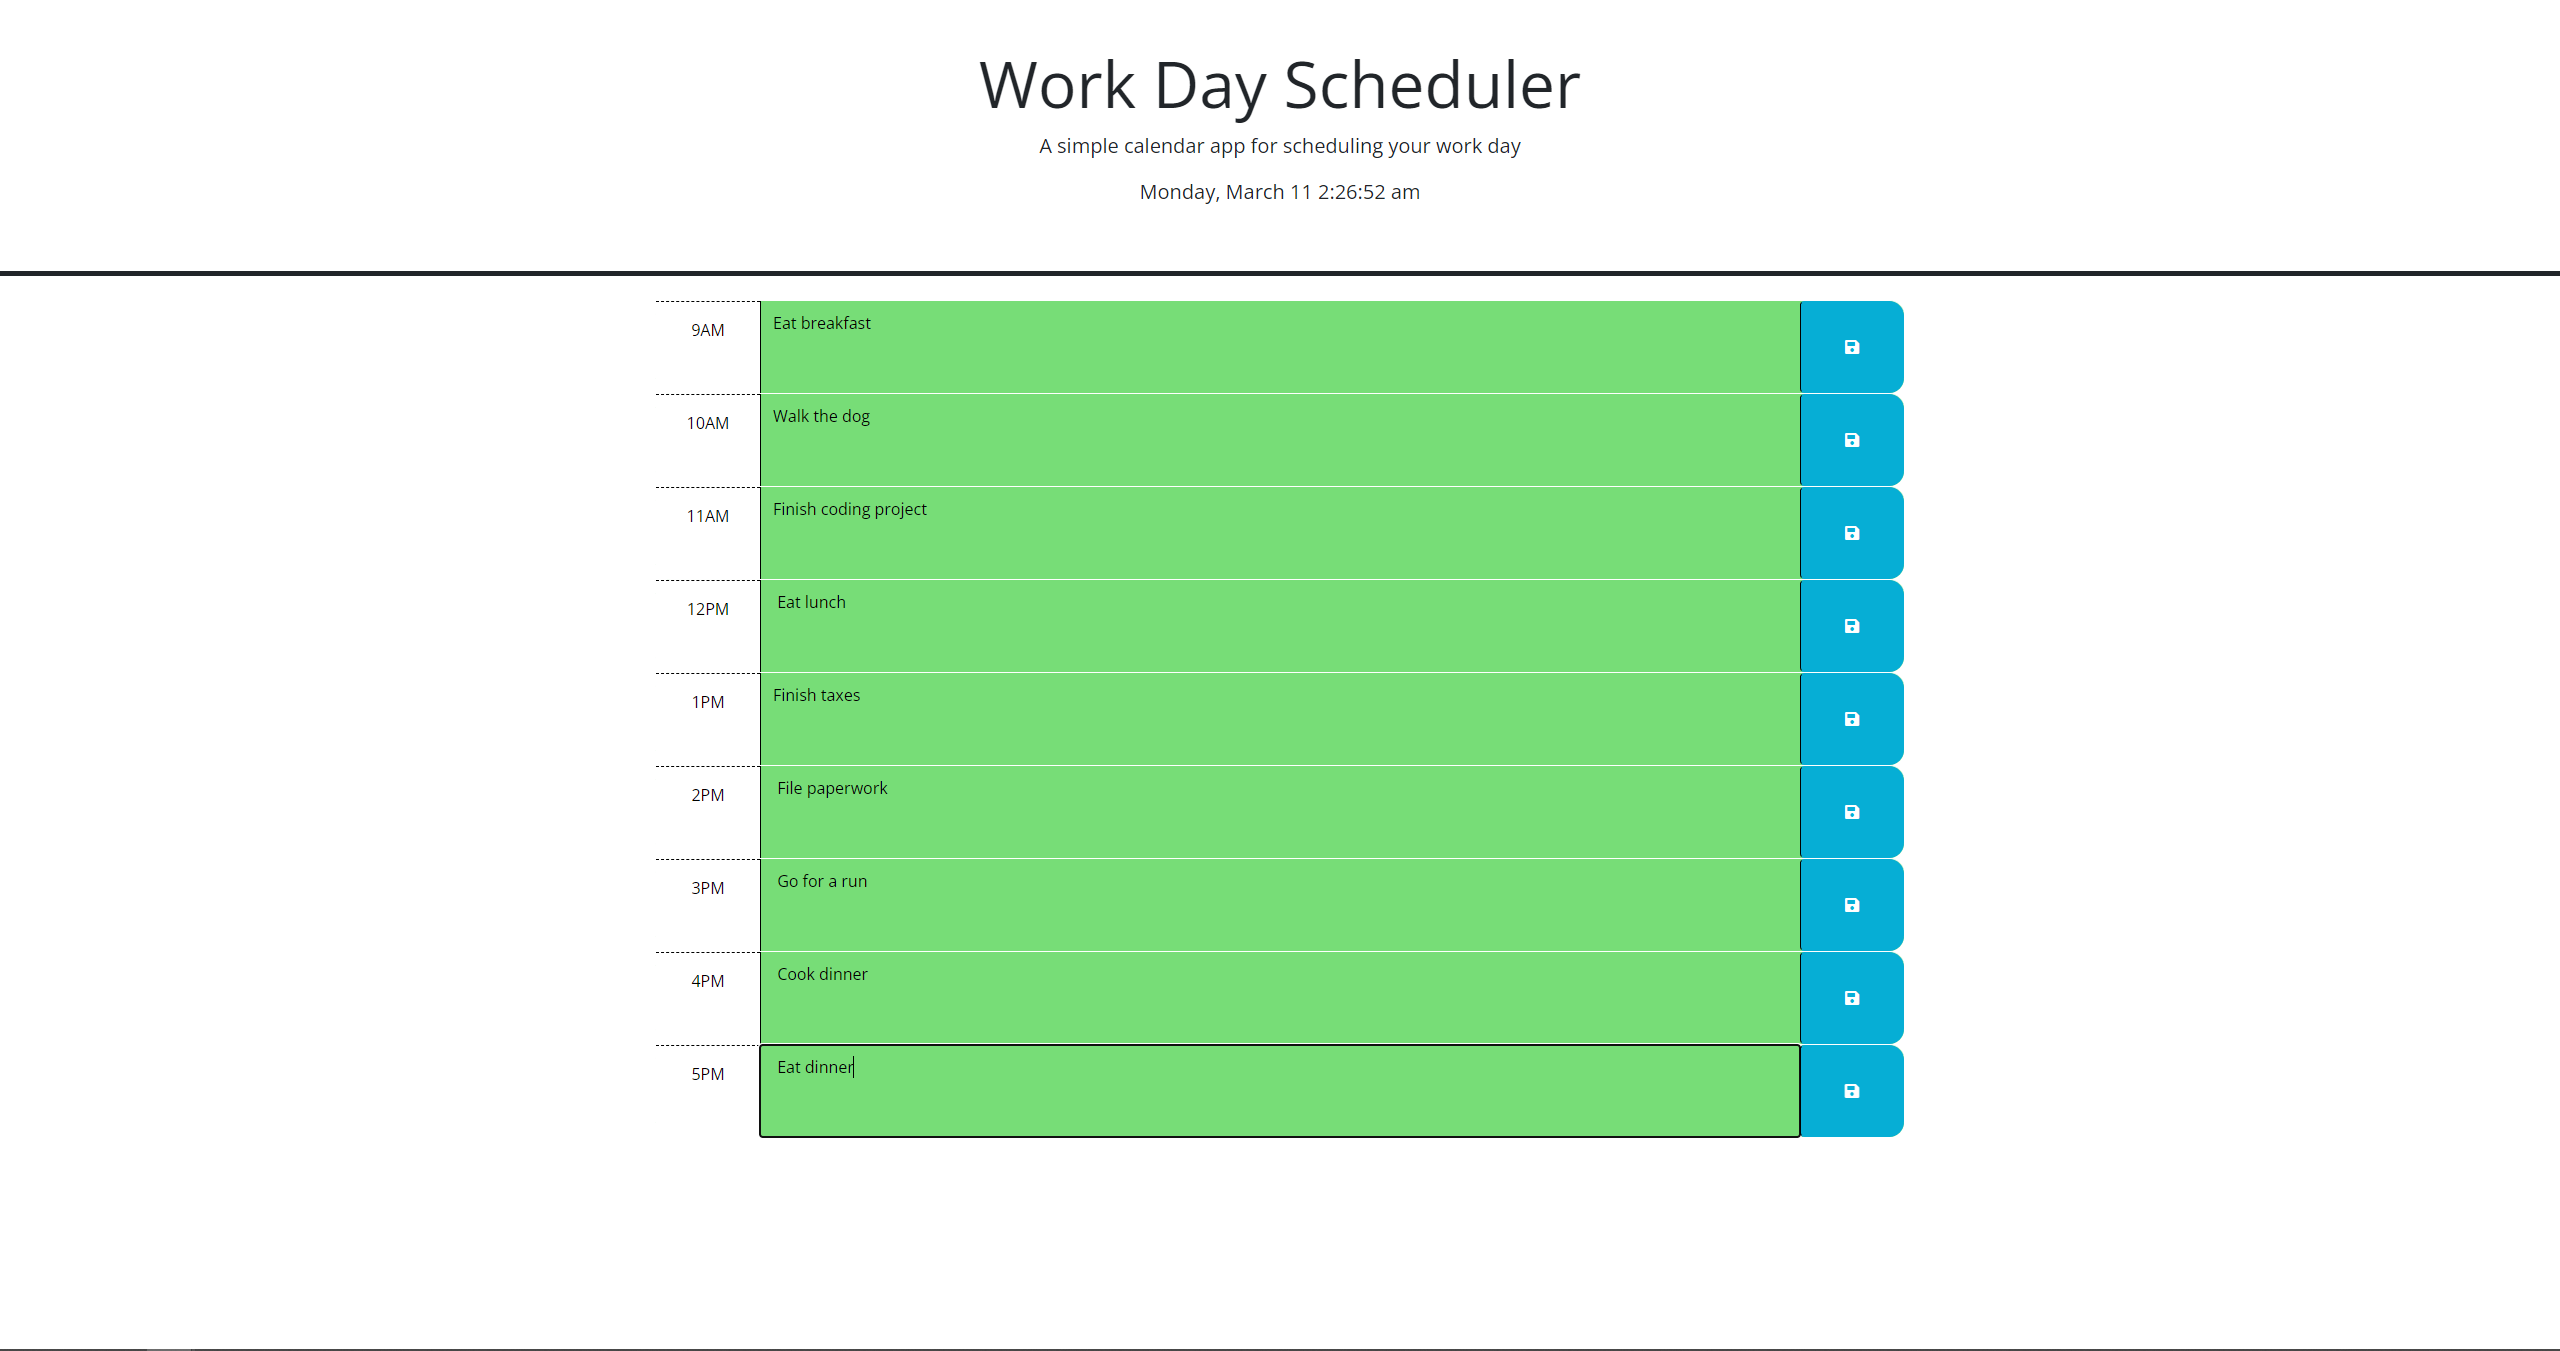 Work Day Scheduler
A simple calendar app for scheduling your work day
Monday, March 11 2:26:52 am
9AM Eat breakfast
10AM Walk the dog
11AM Finish coding project
12PM Eat lunch
1PM Finish taxes
2PM File paperwork
3PM Go for a run
4PM Cook dinner
5PM Eat dinner